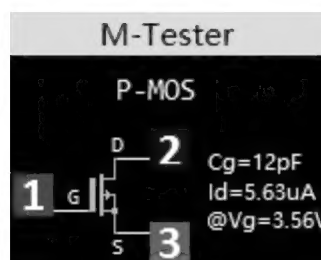 M-Tester
P-MOS
D 2
Cg=12pF
1 G
Id=5.63uA
@Vg=3.56V
S 3